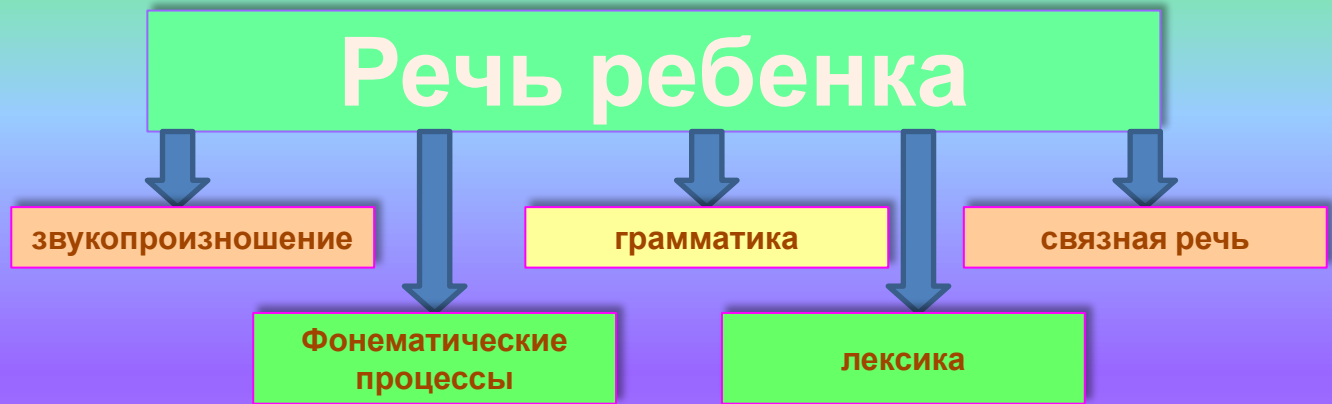 Речь ребенка
звукопроизношение
грамматика
связная речь
Фонематические
процессы
лексика